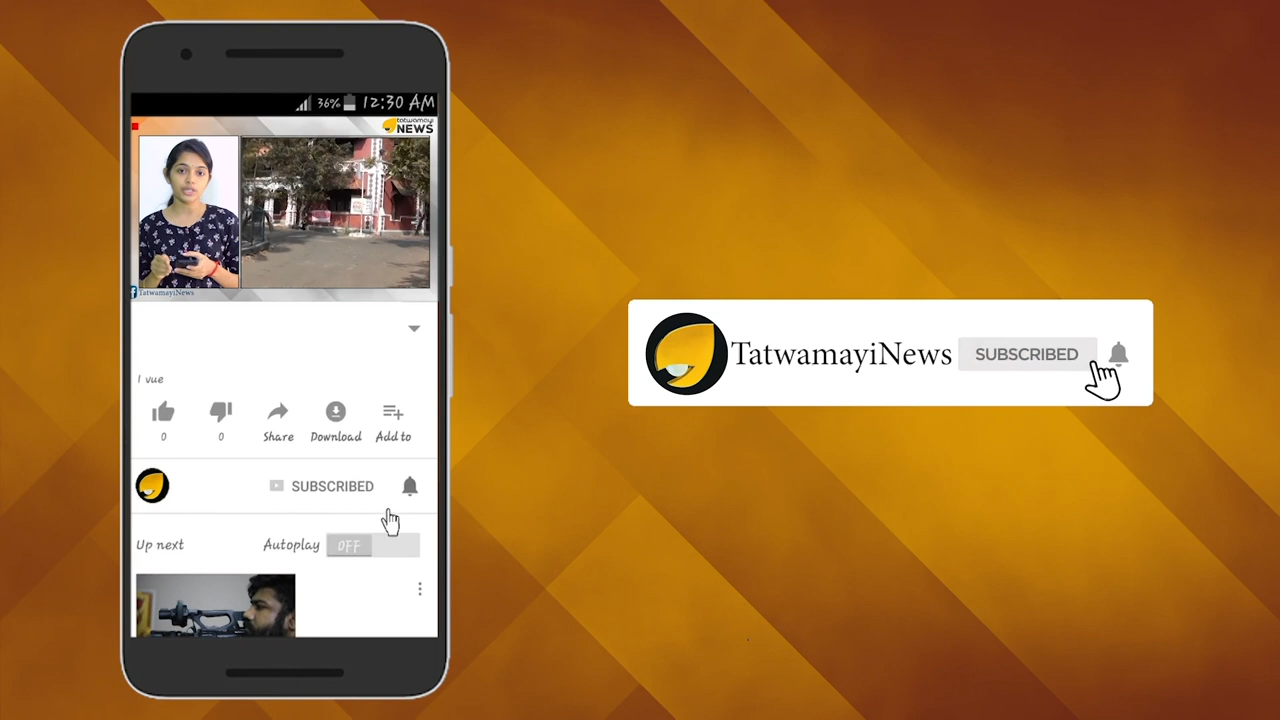 36% 12:30 AM
tatwamayi
NEWS
TatwamayiNews
1 vue
0 0 Share Download Add to
SUBSCRIBED
Up next Autoplay OFF
TatwamayiNews SUBSCRIBED